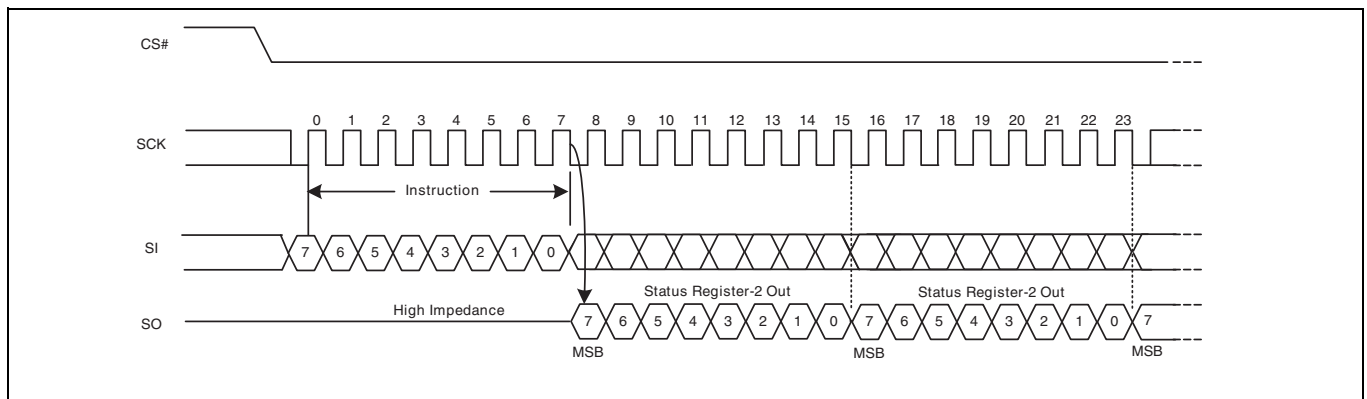 CS#
0 1 2 3 4 5 6 7 8 9 10 11 12 13 14 15 16 17 18 19 20 21 22 23
SCK
Instruction
SI
7 6 5 4 3 2 1 0
Status Register-2 Out Status Register-2 Out
High Impedance
SO
7 6 5 4 3 2 1 0 7 6 5 4 3 2 1 0 7
MSB MSB MSB